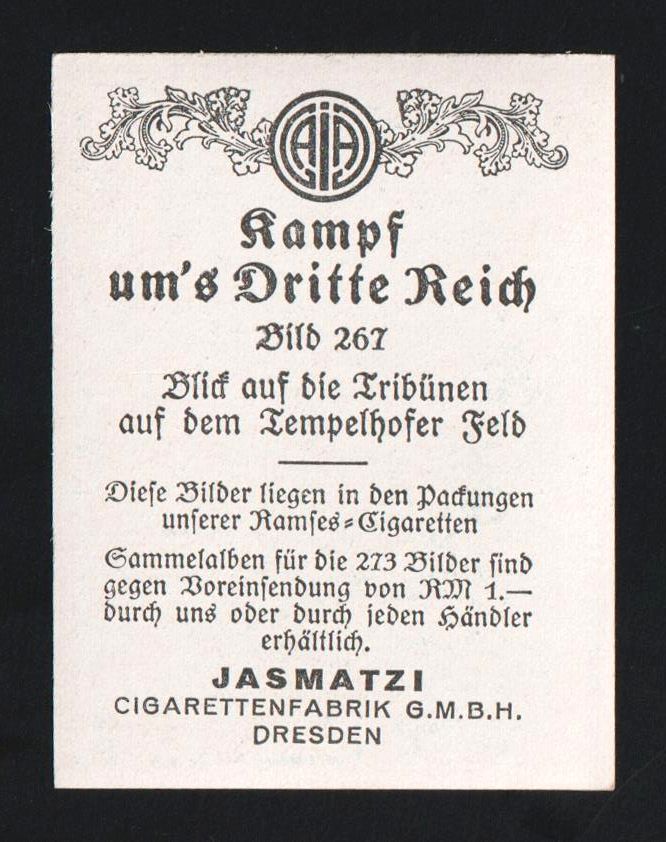 AJA
Kampf
um's Dritte Reich
Bild 267
Blick auf die Tribünen
auf dem Tempelhofer Feld
Diese Bilder liegen in den Packungen
unserer Ramses=Cigaretten
Sammelalben für die 273 Bilder sind
gegen Voreinsendung von RM 1.—
durch uns oder durch jeden Händler
erhältlich.
JASMATZI
CIGARETTENFABRIK G.M.B.H.
DRESDEN